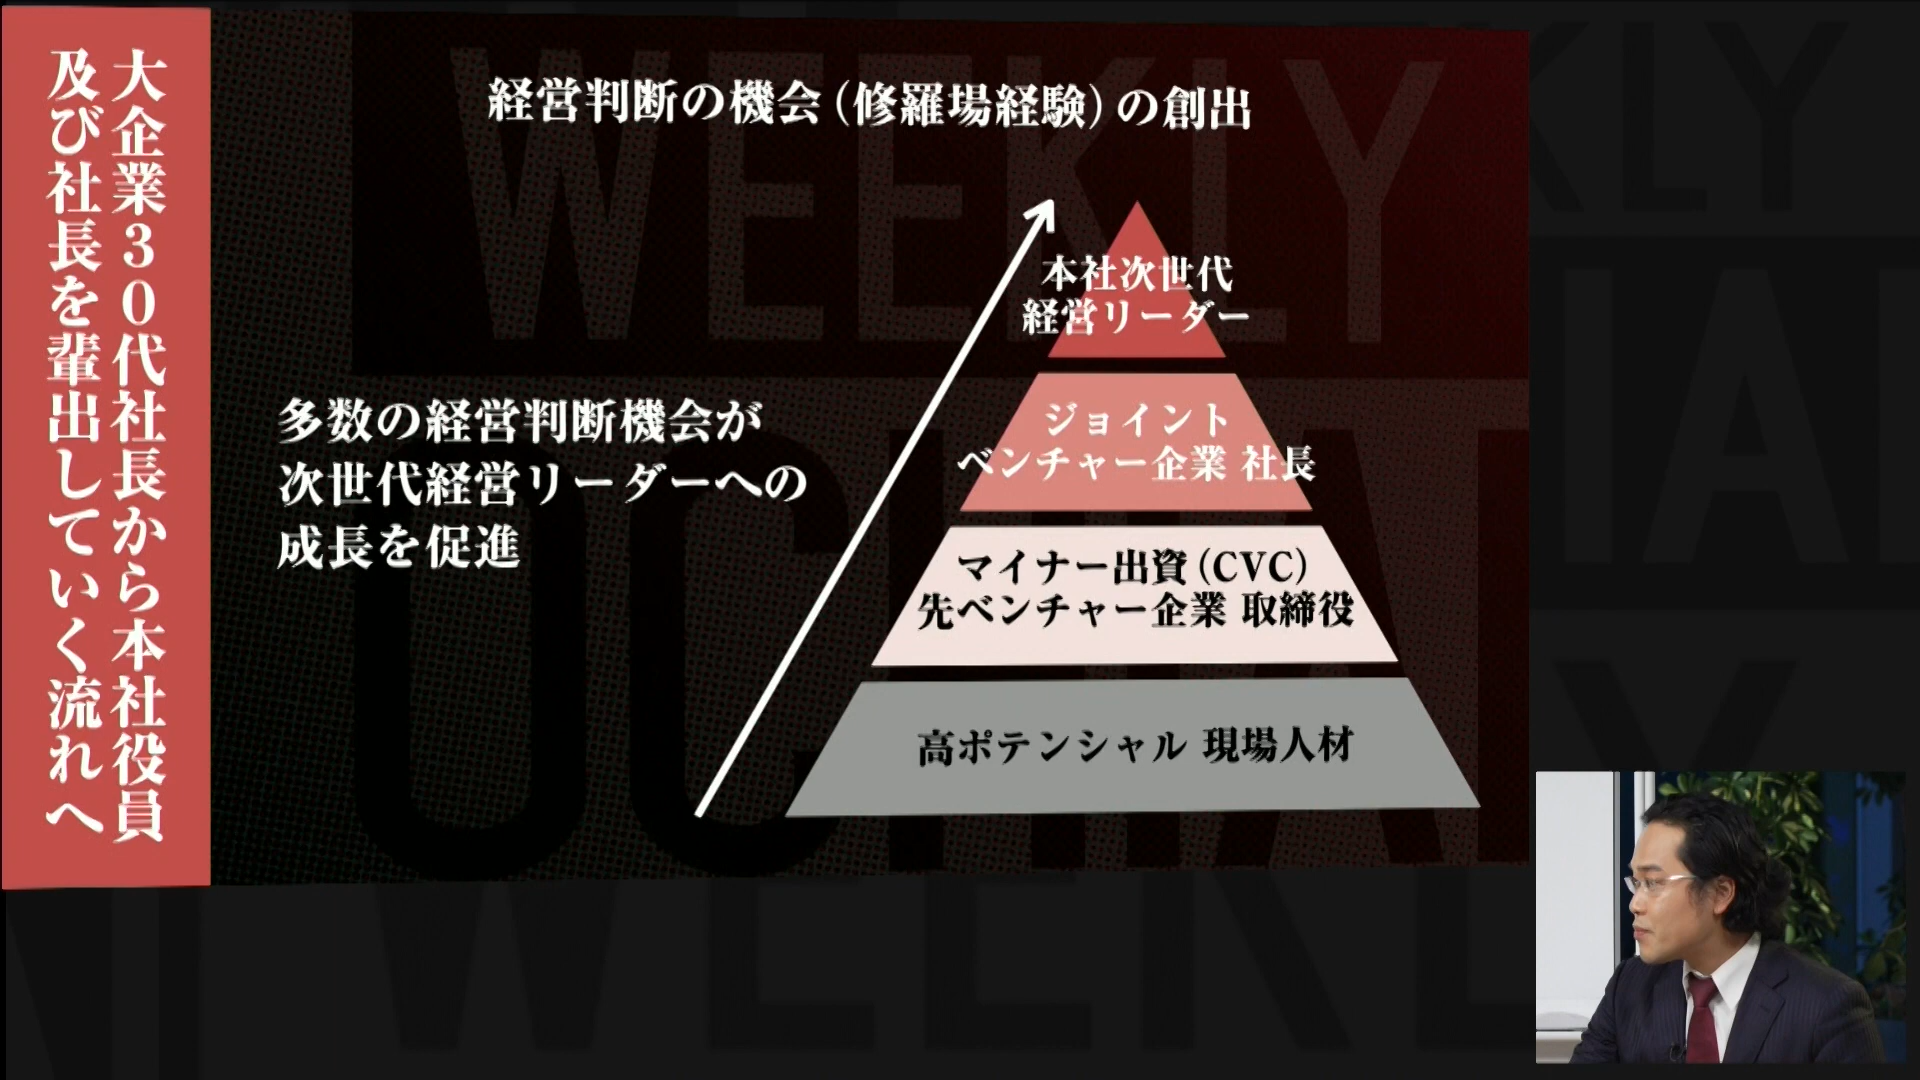 大企業30代社長から本社役員
及び社長を輩出していく流れへ
経営判断の機会(修羅場経験)の創出
多数の経営判断機会が
次世代経営リーダーへの
成長を促進
本社次世代
経営リーダー
ジョイント
ベンチャー企業 社長
マイナー出資(CVC)
先ベンチャー企業 取締役
高ポテンシャル 現場人材
WEEKLY
OCHIAI
WEEKLY